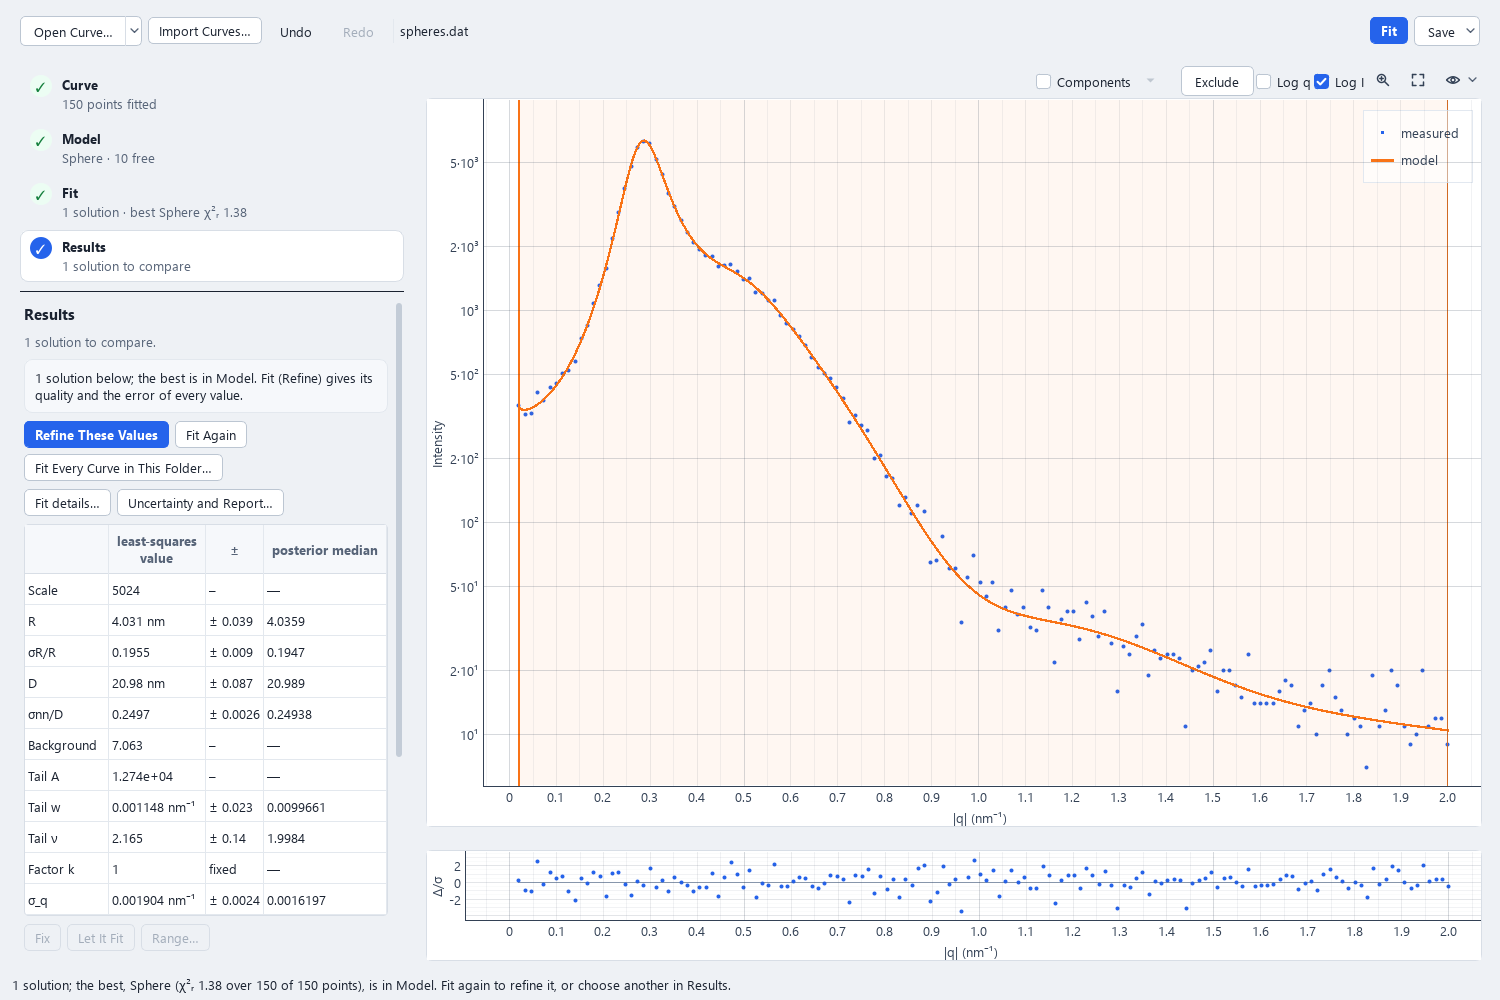 Open Curve...
Import Curves...
Undo
Redo
spheres.dat
Fit
Save
✓ Curve
150 points fitted
✓ Model
Sphere · 10 free
✓ Fit
1 solution · best Sphere χ²ᵣ 1.38
✓ Results
1 solution to compare
Results
1 solution to compare.
1 solution below; the best is in Model. Fit (Refine) gives its
quality and the error of every value.
Refine These Values
Fit Again
Fit Every Curve in This Folder...
Fit details...
Uncertainty and Report...
least-squares value ± posterior median
Scale 5024 – —
R 4.031 nm ± 0.039 4.0359
σR/R 0.1955 ± 0.009 0.1947
D 20.98 nm ± 0.087 20.989
σnn/D 0.2497 ± 0.0026 0.24938
Background 7.063 – —
Tail A 1.274e+04 – —
Tail w 0.001148 nm⁻¹ ± 0.023 0.0099661
Tail ν 2.165 ± 0.14 1.9984
Factor k 1 fixed —
σ_q 0.001904 nm⁻¹ ± 0.0024 0.0016197
Fix
Let It Fit
Range...
Components
Exclude
Log q
Log I
measured
model
Intensity
5·10³
2·10³
10³
5·10²
2·10²
10²
5·10¹
2·10¹
10¹
0 0.1 0.2 0.3 0.4 0.5 0.6 0.7 0.8 0.9 1.0 1.1 1.2 1.3 1.4 1.5 1.6 1.7 1.8 1.9 2.0
|q| (nm⁻¹)
Δ/σ
2
0
-2
0 0.1 0.2 0.3 0.4 0.5 0.6 0.7 0.8 0.9 1.0 1.1 1.2 1.3 1.4 1.5 1.6 1.7 1.8 1.9 2.0
|q| (nm⁻¹)
1 solution; the best, Sphere (χ²ᵣ 1.38 over 150 of 150 points), is in Model. Fit again to refine it, or choose another in Results.